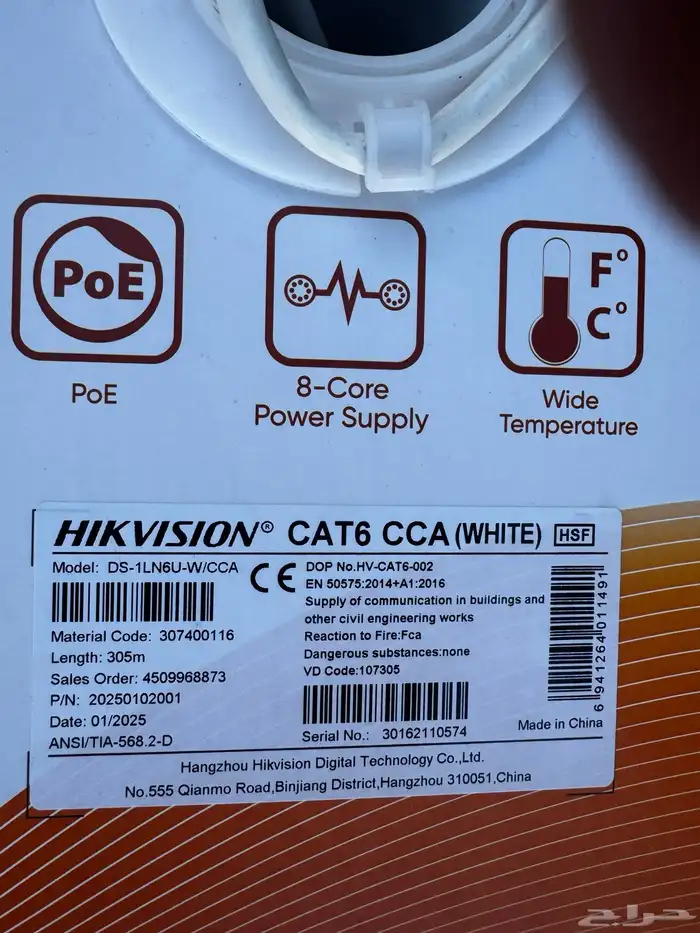 PoE
F°
C°
PoE
8-Core
Power Supply
Wide
Temperature
HIKVISION® CAT6 CCA (WHITE) HSF
Model: DS-1LN6U-W/CCA
Material Code: 307400116
Length: 305m
Sales Order: 4509968873
P/N: 20250102001
Date: 01/2025
ANSI/TIA-568.2-D
CE
DOP No.HV-CAT6-002
EN 50575:2014+A1:2016
Supply of communication in buildings and
other civil engineering works
Reaction to Fire:Fca
Dangerous substances:none
VD Code:107305
Serial No.: 30162110574
6 941264 011491
Made in China
Hangzhou Hikvision Digital Technology Co.,Ltd.
No.555 Qianmo Road,Binjiang District,Hangzhou 310051,China
حراج